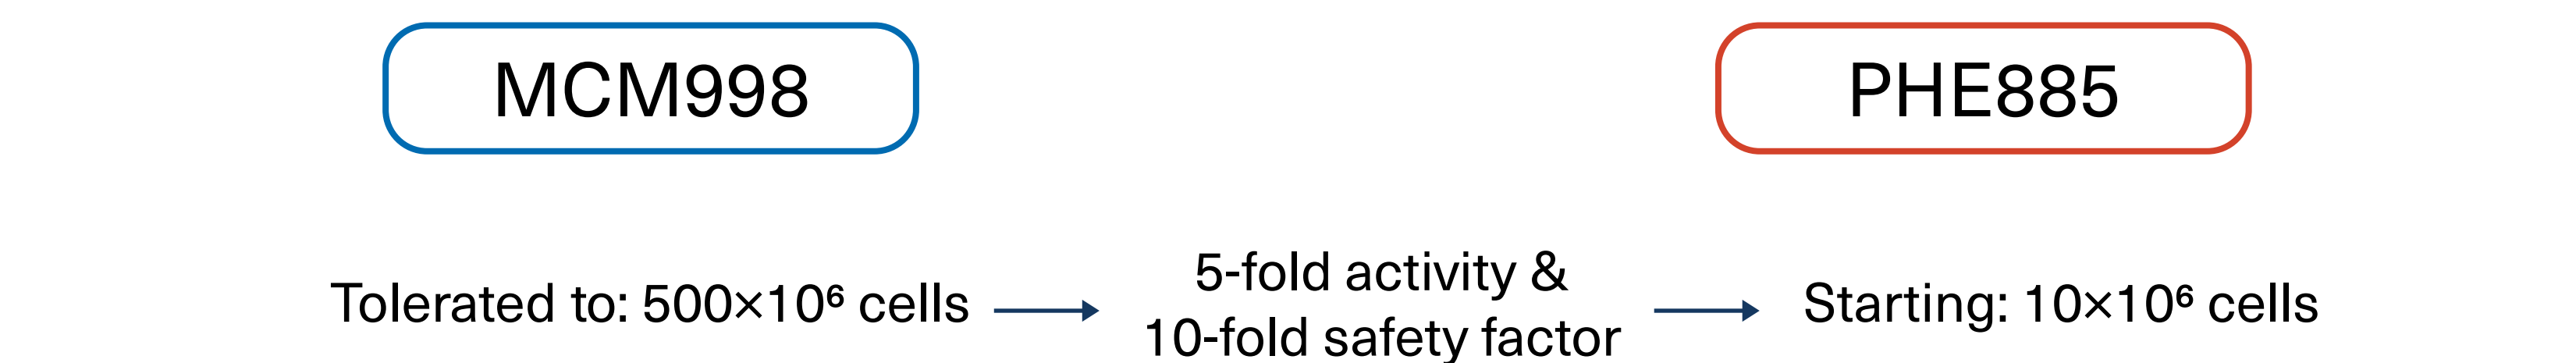 MCM998
PHE885
Tolerated to: 500×10⁶ cells
5-fold activity &
10-fold safety factor
Starting: 10×10⁶ cells